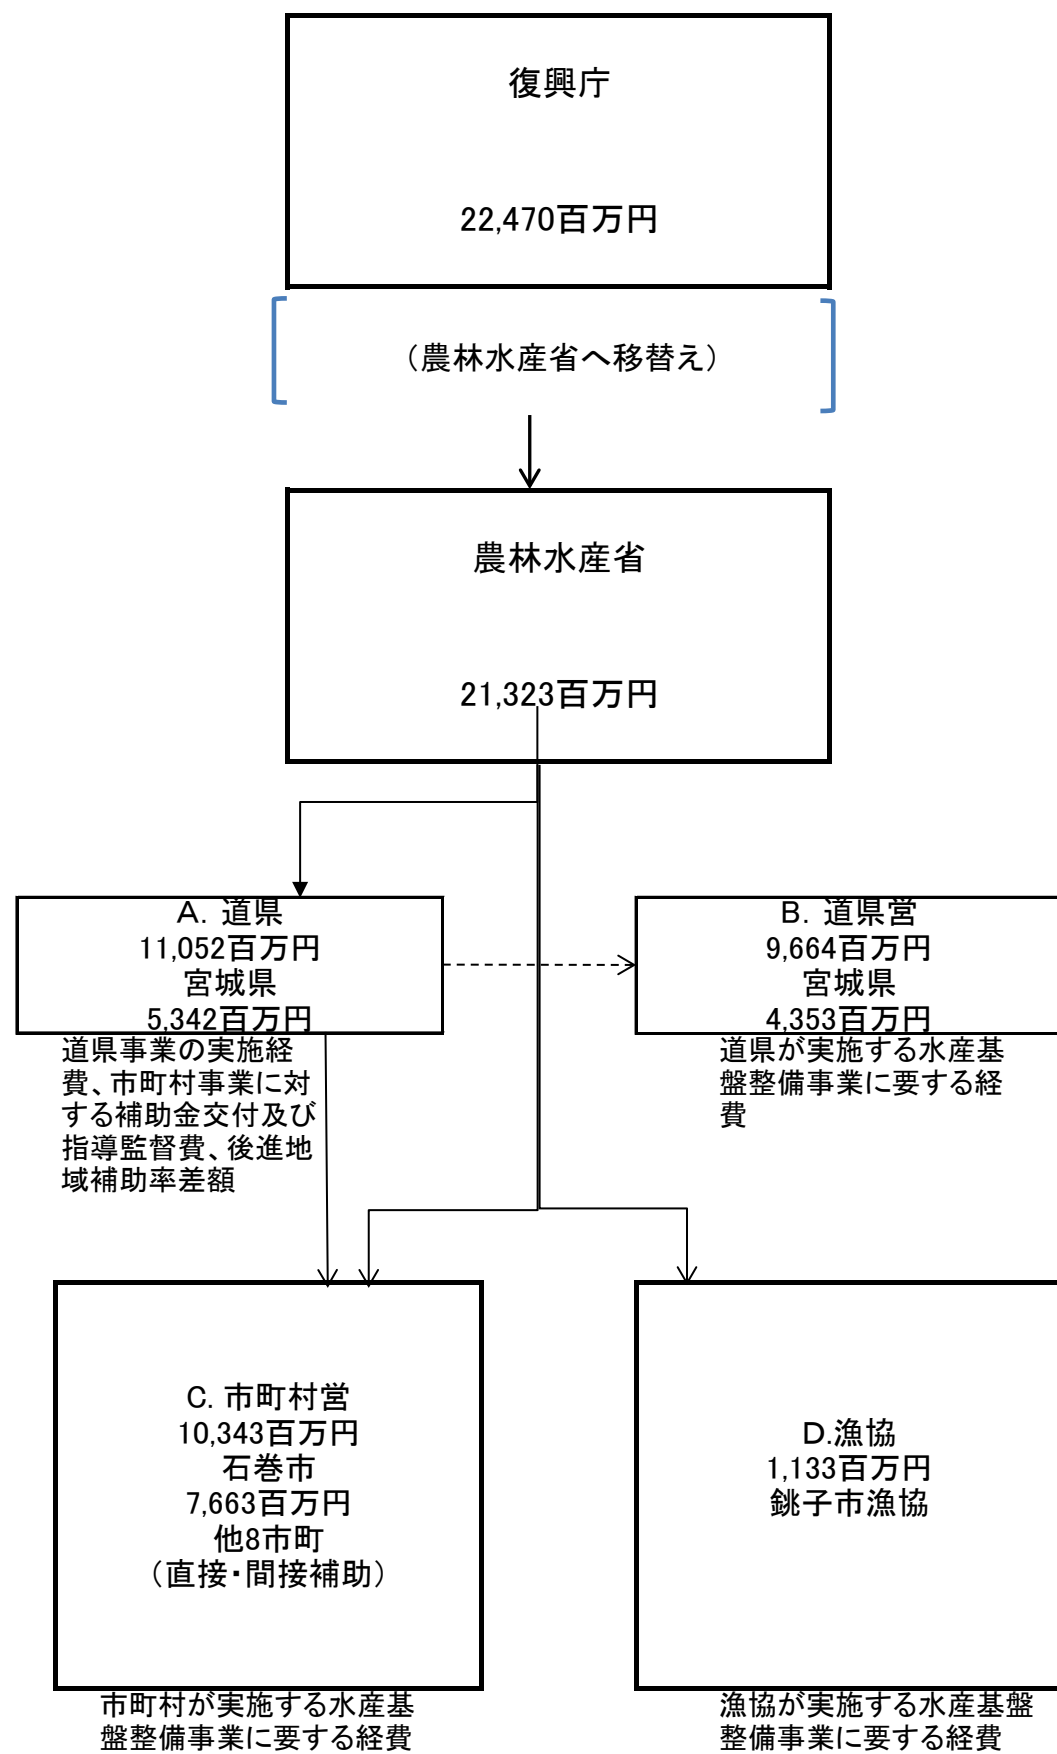 復興庁
22,470百万円
（農林水産省へ移替え）
農林水産省
21,323百万円
A. 道県
11,052百万円
宮城県
5,342百万円
道県事業の実施経
費、市町村事業に対
する補助金交付及び
指導監督費、後進地
域補助率差額
B. 道県営
9,664百万円
宮城県
4,353百万円
道県が実施する水産基
盤整備事業に要する経
費
C. 市町村営
10,343百万円
石巻市
7,663百万円
他8市町
（直接・間接補助）
市町村が実施する水産基
盤整備事業に要する経費
D.漁協
1,133百万円
銚子市漁協
漁協が実施する水産基盤
整備事業に要する経費